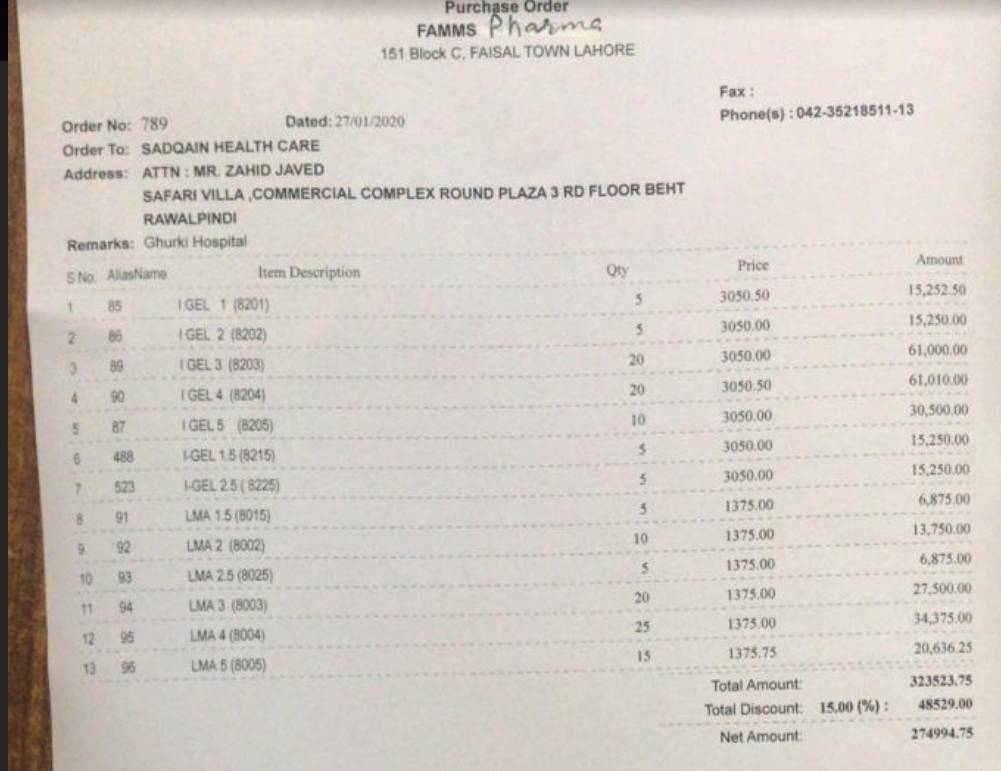 Purchase Order
FAMMS Pharma
151 Block C, FAISAL TOWN LAHORE
Fax :
Phone(s) : 042-35218511-13
Order No: 789 Dated: 27/01/2020
Order To: SADQAIN HEALTH CARE
Address: ATTN : MR. ZAHID JAVED
SAFARI VILLA ,COMMERCIAL COMPLEX ROUND PLAZA 3 RD FLOOR BEHT
RAWALPINDI
Remarks: Ghurki Hospital
S No. AliasName Item Description Qty Price Amount
1 85 I GEL 1 (8201) 5 3050.50 15,252.50
2 86 I GEL 2 (8202) 5 3050.00 15,250.00
3 89 I GEL 3 (8203) 20 3050.00 61,000.00
4 90 I GEL 4 (8204) 20 3050.50 61,010.00
5 87 I GEL 5 (8205) 10 3050.00 30,500.00
6 488 I-GEL 1.5 (8215) 5 3050.00 15,250.00
7 523 I-GEL 2.5 ( 8225) 5 3050.00 15,250.00
8 91 LMA 1.5 (8015) 5 1375.00 6,875.00
9 92 LMA 2 (8002) 10 1375.00 13,750.00
10 93 LMA 2.5 (8025) 5 1375.00 6,875.00
11 94 LMA 3 (8003) 20 1375.00 27,500.00
12 95 LMA 4 (8004) 25 1375.00 34,375.00
13 96 LMA 5 (8005) 15 1375.75 20,636.25
Total Amount: 323523.75
Total Discount: 15.00 (%) : 48529.00
Net Amount: 274994.75